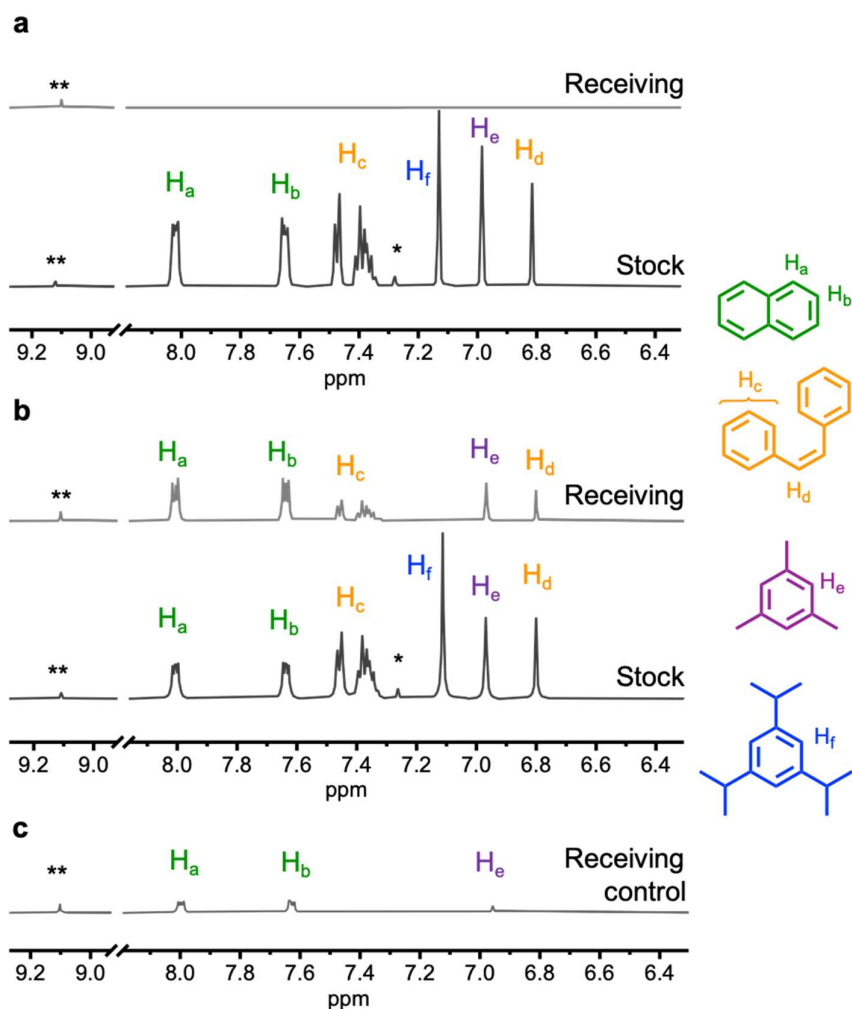 a
** Receiving
Ha Hb Hc Hf He Hd
** * Stock
9.2 9.0 8.0 7.8 7.6 7.4 7.2 7.0 6.8 6.6 6.4
ppm
b
Ha Hb Hc He Hd
** Receiving
Ha Hb Hc Hf He Hd
** * Stock
9.2 9.0 8.0 7.8 7.6 7.4 7.2 7.0 6.8 6.6 6.4
ppm
c
** Ha Hb He Receiving
control
9.2 9.0 8.0 7.8 7.6 7.4 7.2 7.0 6.8 6.6 6.4
ppm
Ha
Hb
Hc
Hd
He
Hf